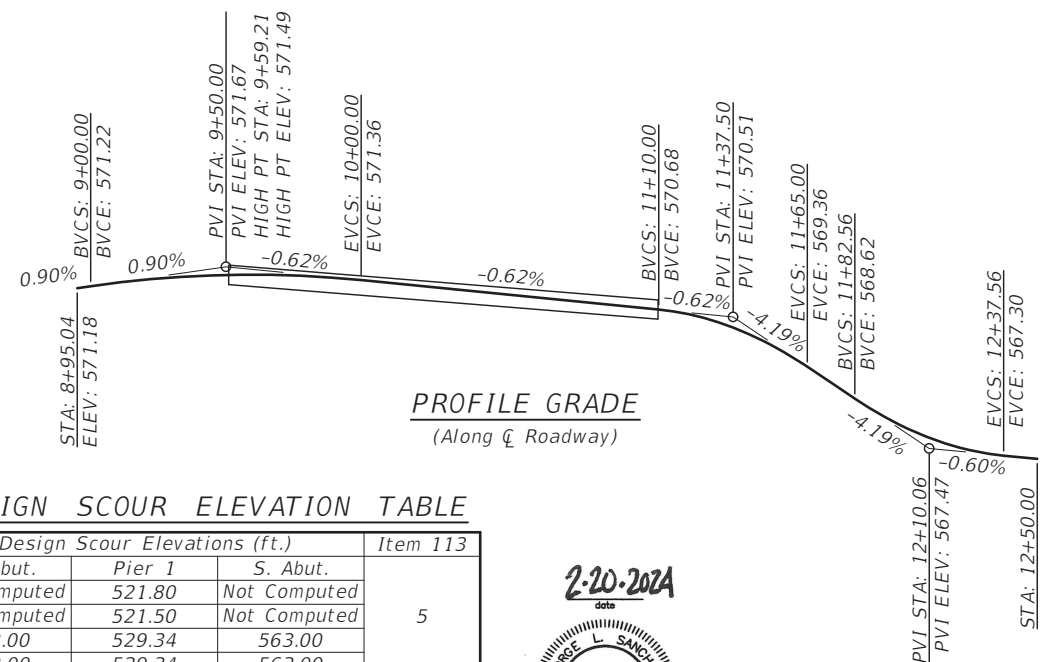 0.90%
STA: 8+95.04
ELEV: 571.18
BVCS: 9+00.00
BVCE: 571.22
0.90%
PVI STA: 9+50.00
PVI ELEV: 571.67
HIGH PT STA: 9+59.21
HIGH PT ELEV: 571.49
-0.62%
EVCS: 10+00.00
EVCE: 571.36
-0.62%
BVCS: 11+10.00
BVCE: 570.68
-0.62%
PVI STA: 11+37.50
PVI ELEV: 570.51
-4.19%
EVCS: 11+65.00
EVCE: 569.36
BVCS: 11+82.56
BVCE: 568.62
-4.19%
PVI STA: 12+10.06
PVI ELEV: 567.47
-0.60%
EVCS: 12+37.56
EVCE: 567.30
STA: 12+50.00
PROFILE GRADE
(Along ℄ Roadway)
IGN SCOUR ELEVATION TABLE
Design Scour Elevations (ft.) Item 113
but. Pier 1 S. Abut.
mputed 521.80 Not Computed
mputed 521.50 Not Computed 5
.00 529.34 563.00
2-20-2024
date
RGE L. SANCH